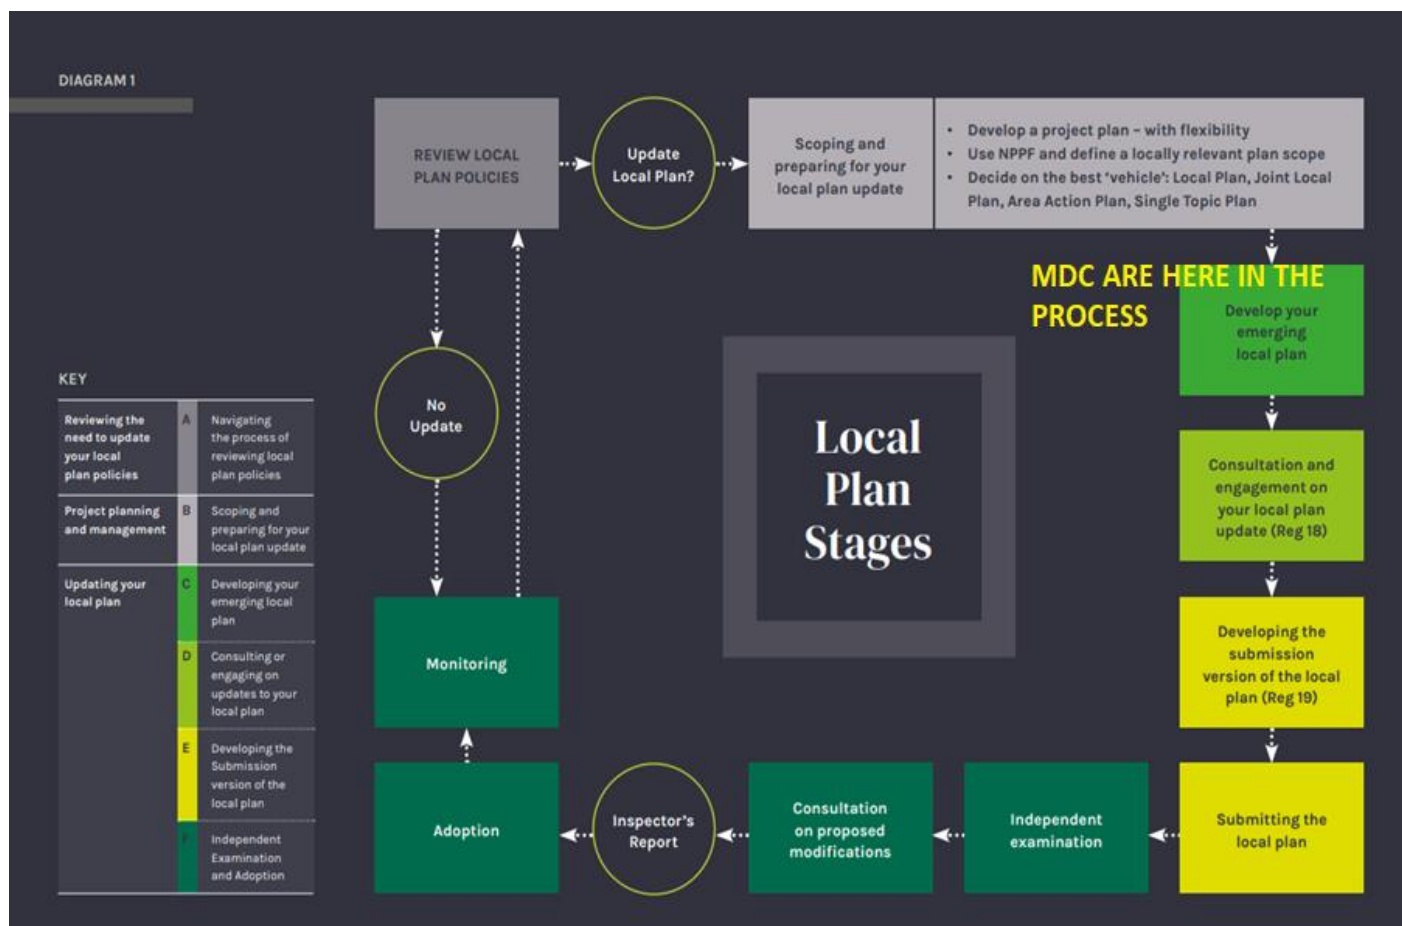 DIAGRAM 1
REVIEW LOCAL
PLAN POLICIES
Update
Local Plan?
Scoping and
preparing for your
local plan update
• Develop a project plan – with flexibility
• Use NPPF and define a locally relevant plan scope
• Decide on the best ‘vehicle’: Local Plan, Joint Local
Plan, Area Action Plan, Single Topic Plan
MDC ARE HERE IN THE
PROCESS
Develop your
emerging
local plan
Consultation and
engagement on
your local plan
update (Reg 18)
Developing the
submission
version of the local
plan (Reg 19)
Submitting the
local plan
Independent
examination
Consultation
on proposed
modifications
Inspector’s
Report
Adoption
Monitoring
No
Update
Local
Plan
Stages
KEY
Reviewing the
need to update
your local
plan policies
A
Navigating
the process of
reviewing local
plan policies
Project planning
and management
B
Scoping and
preparing for your
local plan update
Updating your
local plan
C
Developing your
emerging local
plan
D
Consulting or
engaging on
updates to your
local plan
E
Developing the
Submission
version of the
local plan
F
Independent
Examination
and Adoption